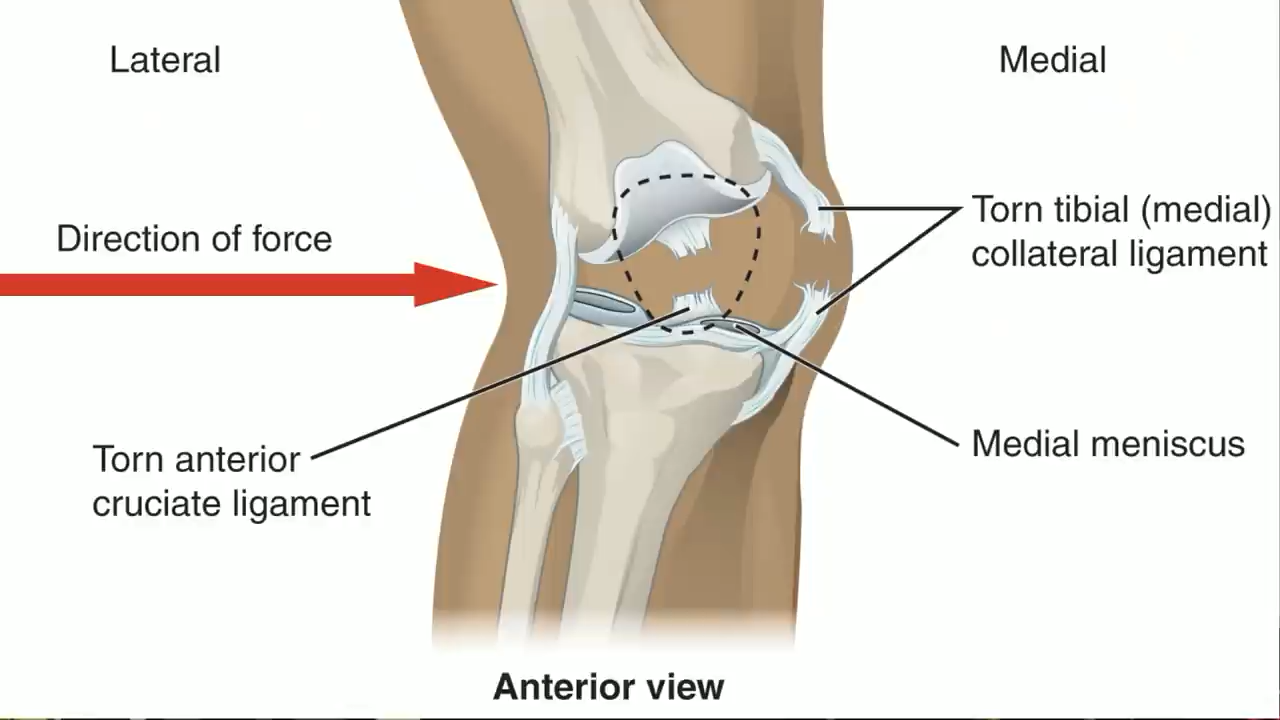 Lateral
Medial
Direction of force
Torn tibial (medial)
collateral ligament
Torn anterior
cruciate ligament
Medial meniscus
Anterior view